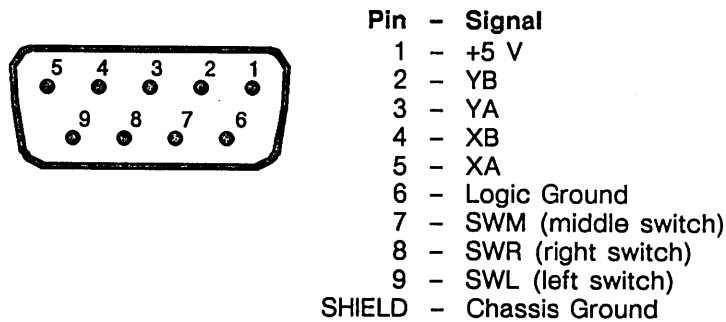 Pin – Signal
1 – +5 V
2 – YB
3 – YA
4 – XB
5 – XA
6 – Logic Ground
7 – SWM (middle switch)
8 – SWR (right switch)
9 – SWL (left switch)
SHIELD – Chassis Ground
5 4 3 2 1
9 8 7 6